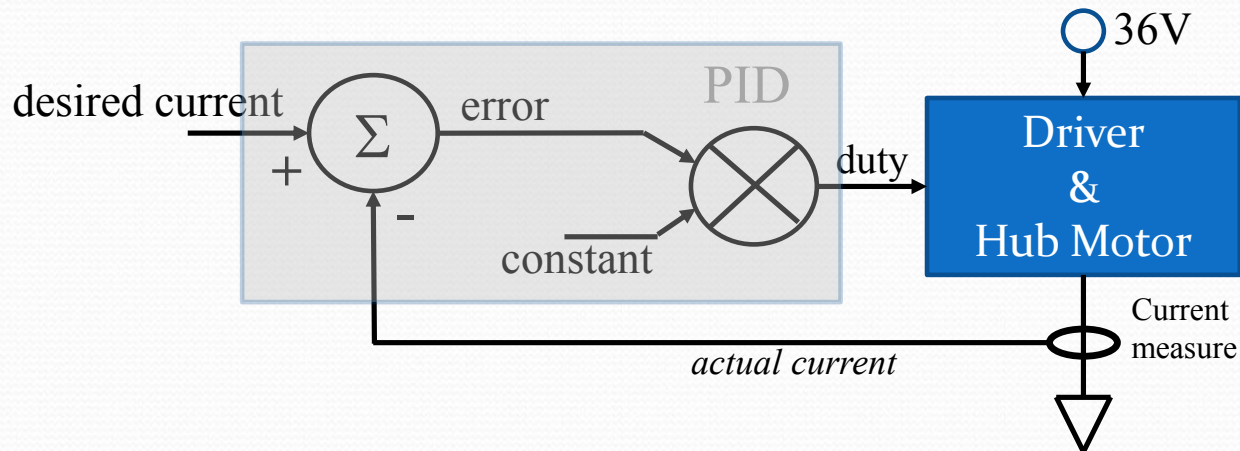 36V
PID
desired current
+
Σ
error
-
constant
duty
Driver
&
Hub Motor
Current
measure
actual current